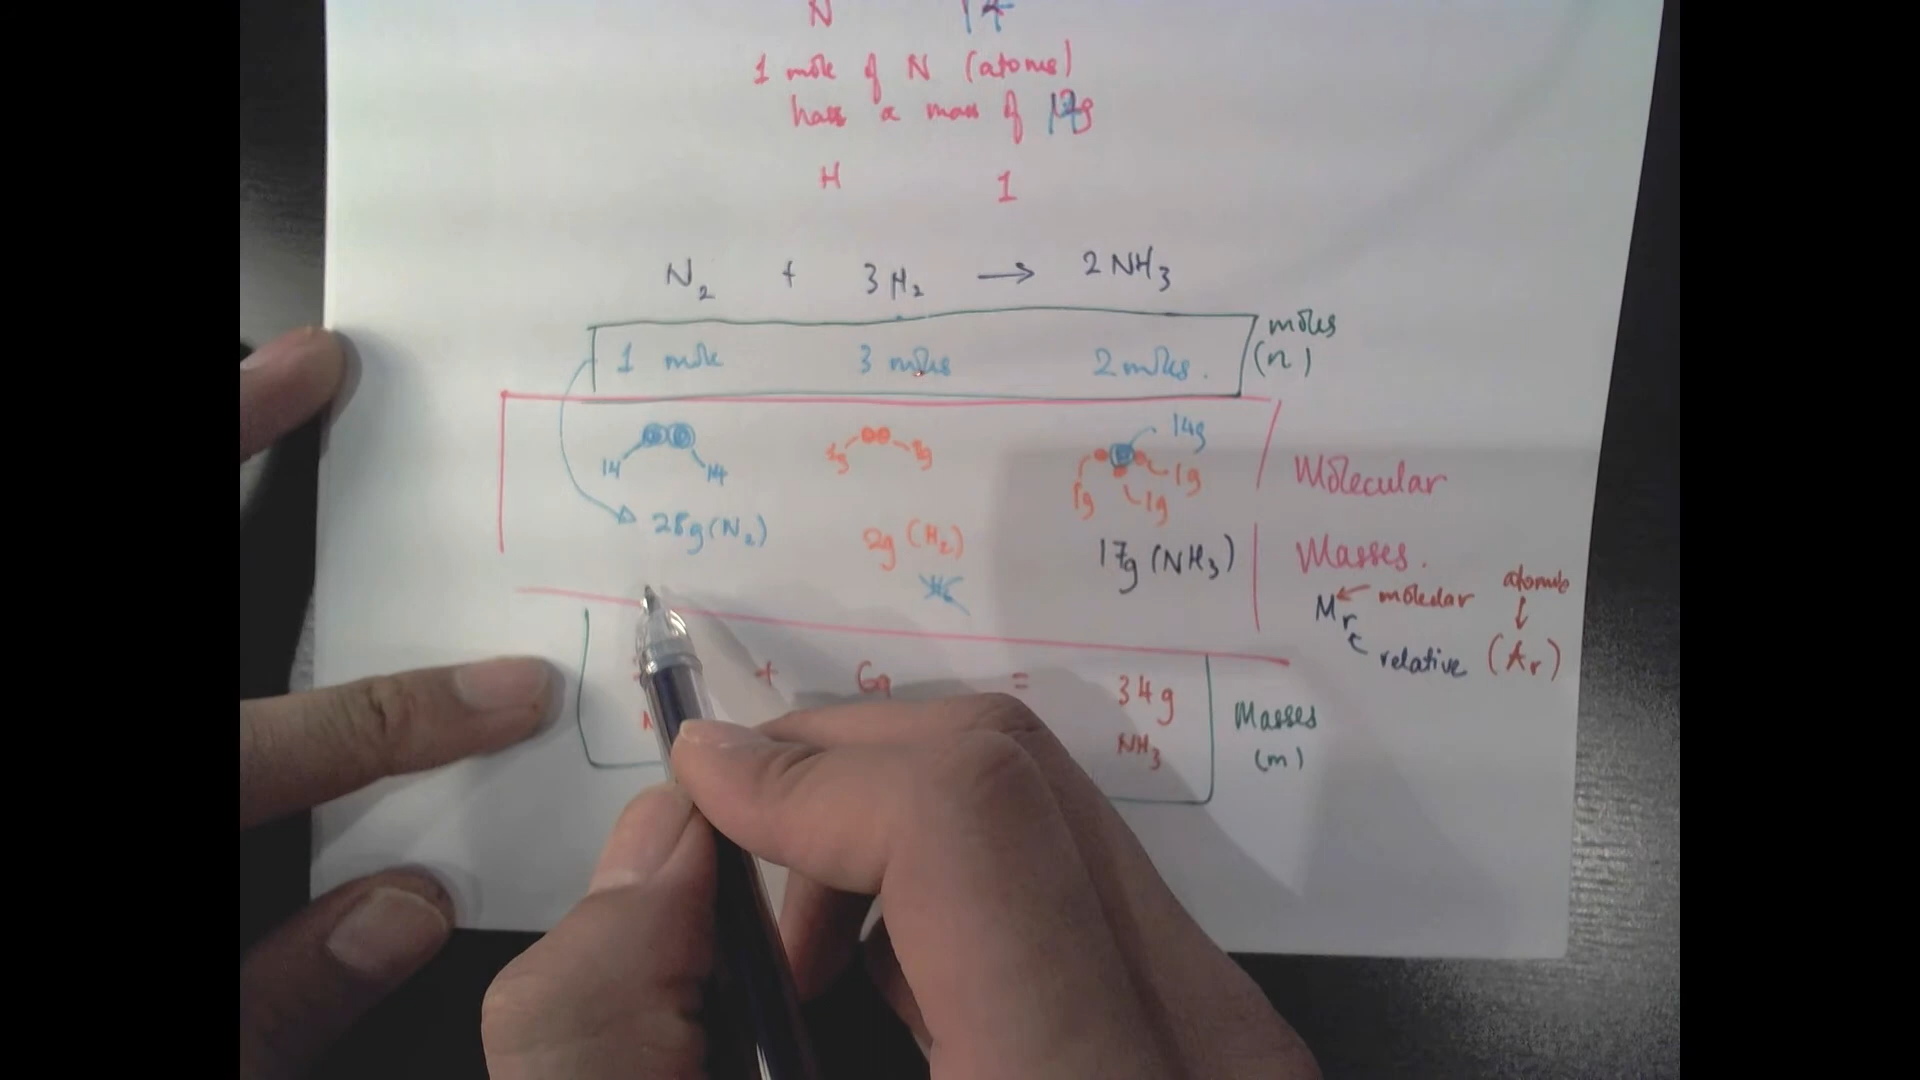 N 14
1 mole of N (atoms)
has a mass of
H 1
N2 + 3H2 → 2NH3
1 mole 3 moles 2 moles.
moles
(n)
14g
14 14 1g 1g
1g 1g 1g
28g (N2) 2g (H2) 17g (NH3)
Molecular
Masses.
Mr molecular
relative
atomic
(Ar)
+ 6g = 34g
NH3
Masses
(m)